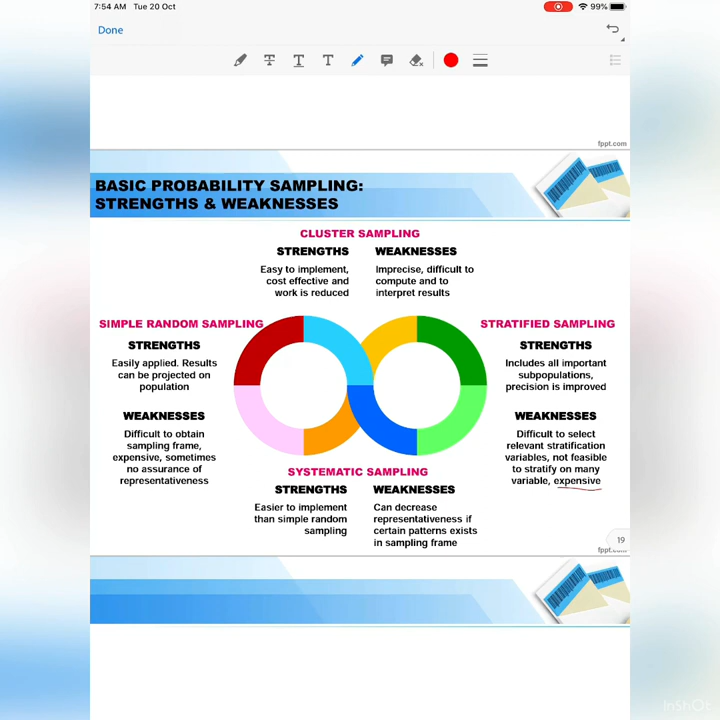 7:54 AM Tue 20 Oct
99%
Done
fppt.com
BASIC PROBABILITY SAMPLING:
STRENGTHS & WEAKNESSES
CLUSTER SAMPLING
STRENGTHS
Easy to implement,
cost effective and
work is reduced
WEAKNESSES
Imprecise, difficult to
compute and to
interpret results
SIMPLE RANDOM SAMPLING
STRENGTHS
Easily applied. Results
can be projected on
population
WEAKNESSES
Difficult to obtain
sampling frame,
expensive, sometimes
no assurance of
representativeness
STRATIFIED SAMPLING
STRENGTHS
Includes all important
subpopulations,
precision is improved
WEAKNESSES
Difficult to select
relevant stratification
variables, not feasible
to stratify on many
variable, expensive
SYSTEMATIC SAMPLING
STRENGTHS
Easier to implement
than simple random
sampling
WEAKNESSES
Can decrease
representativeness if
certain patterns exists
in sampling frame
19
InShOt